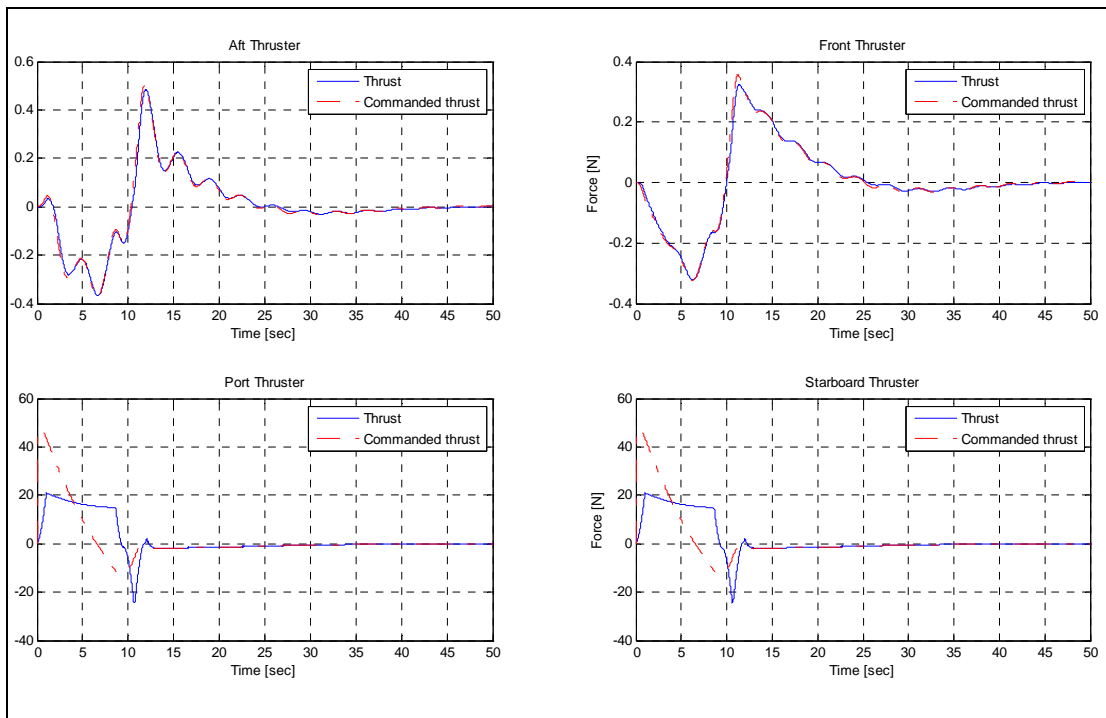 Aft Thruster
0.6
0.4
0.2
0
-0.2
-0.4
0 5 10 15 20 25 30 35 40 45 50
Time [sec]
Thrust
Commanded thrust
Front Thruster
Force [N]
0.4
0.2
0
-0.2
-0.4
0 5 10 15 20 25 30 35 40 45 50
Time [sec]
Thrust
Commanded thrust
Port Thruster
60
40
20
0
-20
-40
0 5 10 15 20 25 30 35 40 45 50
Time [sec]
Thrust
Commanded thrust
Starboard Thruster
Force [N]
60
40
20
0
-20
-40
0 5 10 15 20 25 30 35 40 45 50
Time [sec]
Thrust
Commanded thrust